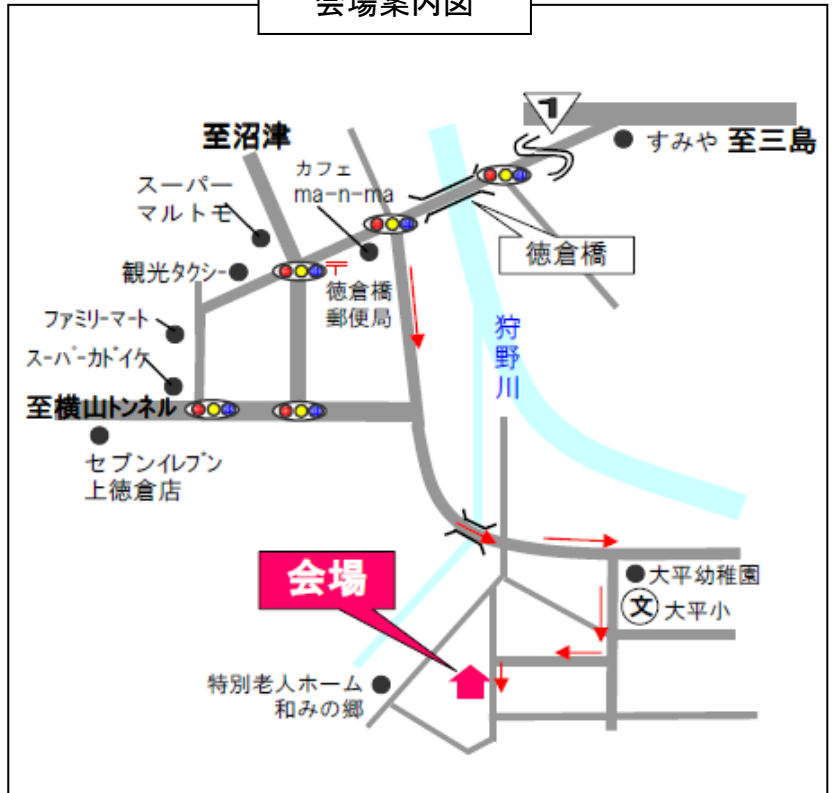 会場案内図
1
至沼津
すみや 至三島
カフェ
ma-n-ma
スーパー
マルトモ
徳倉橋
観光タクシー
〒
徳倉橋
郵便局
ファミリーマート
狩野川
スーパーカドイケ
至横山トンネル
セブンイレブン
上徳倉店
会場
大平幼稚園
文 大平小
特別老人ホーム
和みの郷